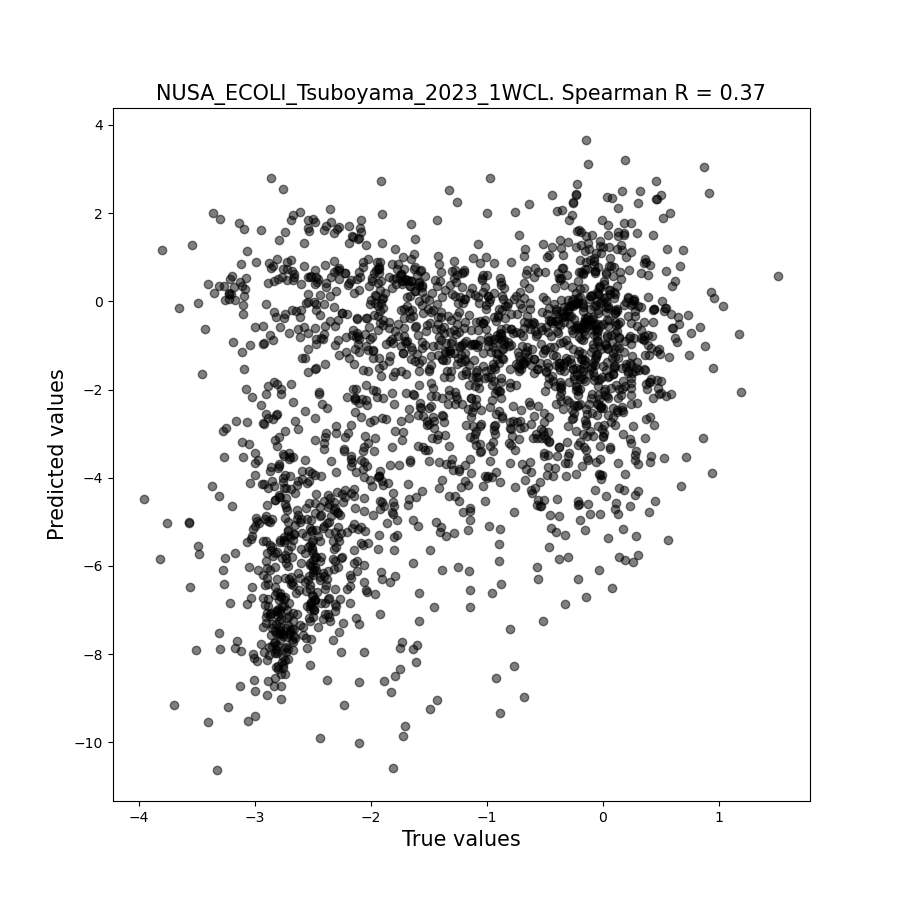 NUSA_ECOLI_Tsuboyama_2023_1WCL. Spearman R = 0.37
4
2
0
−2
−4
−6
−8
−10
Predicted values
−4 −3 −2 −1 0 1
True values